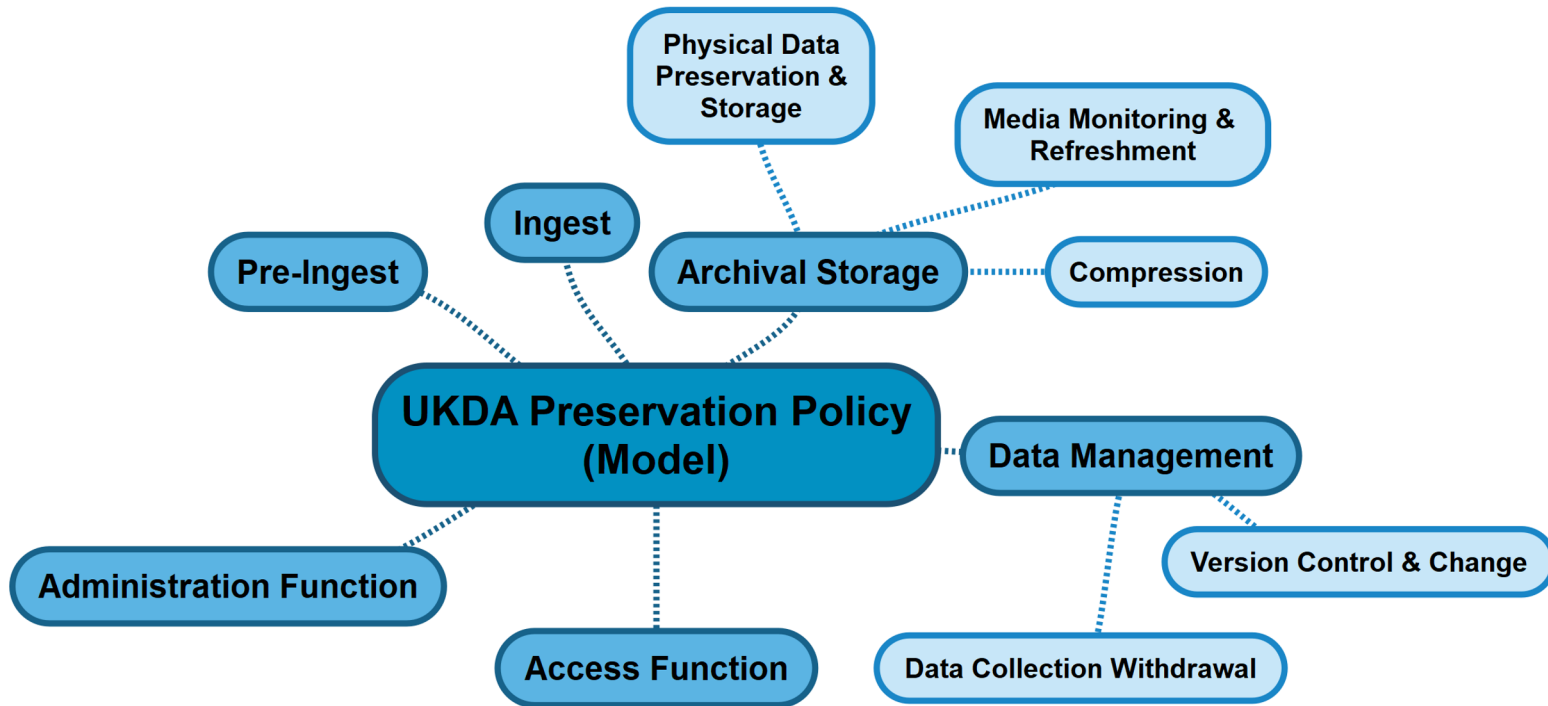 Physical Data
Preservation &
Storage
Media Monitoring &
Refreshment
Ingest
Pre-Ingest
Archival Storage
Compression
UKDA Preservation Policy
(Model)
Data Management
Version Control & Change
Administration Function
Access Function
Data Collection Withdrawal